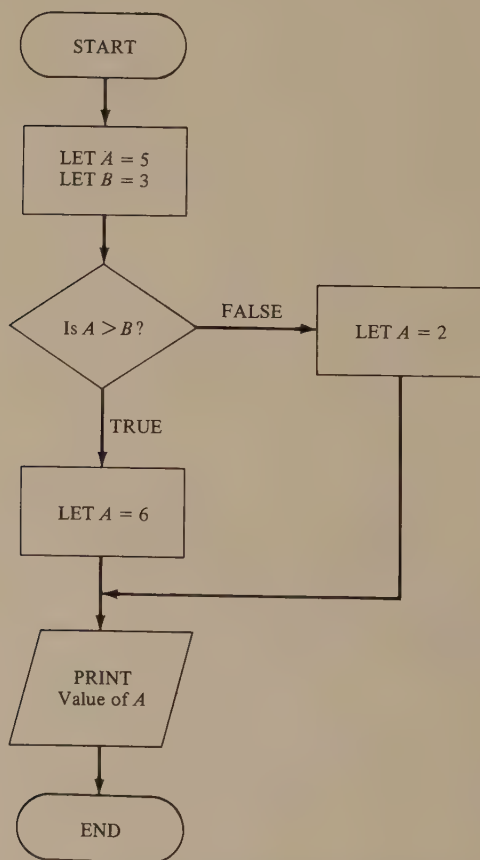 START
LET A = 5
LET B = 3
Is A > B?
FALSE
LET A = 2
TRUE
LET A = 6
PRINT
Value of A
END